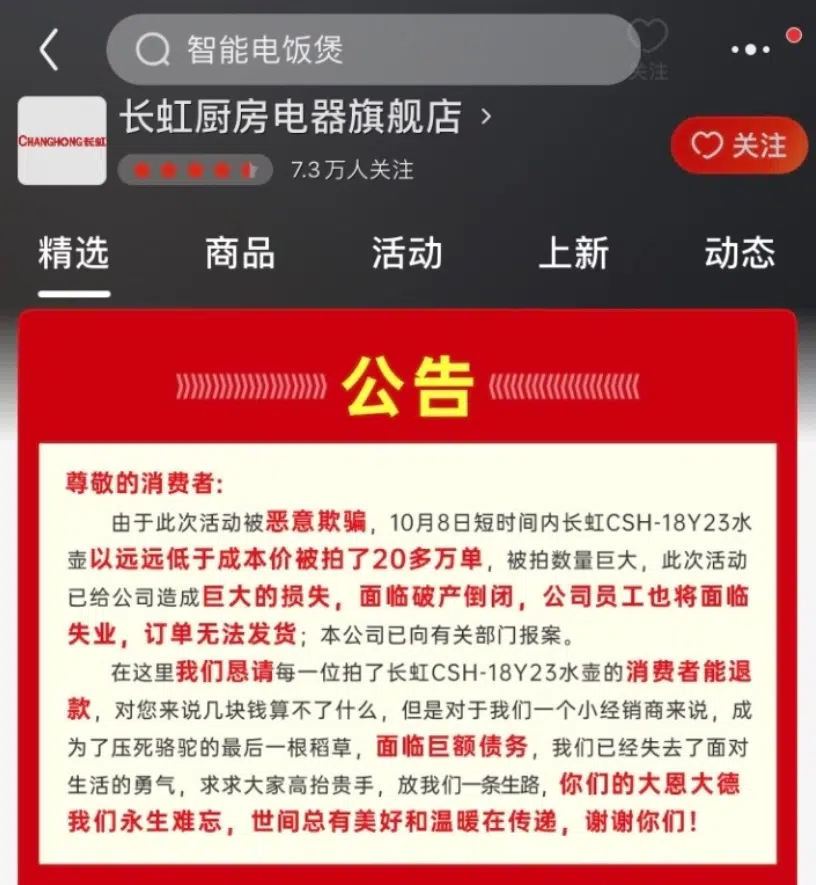 智能电饭煲
关注
CHANGHONG长虹
长虹厨房电器旗舰店
7.3万人关注
关注
精选 商品 活动 上新 动态
公告
尊敬的消费者:
由于此次活动被恶意欺骗，10月8日短时间内长虹CSH-18Y23水
壶以远远低于成本价被拍了20多万单，被拍数量巨大，此次活动
已给公司造成巨大的损失，面临破产倒闭，公司员工也将面临
失业，订单无法发货；本公司已向有关部门报案。
在这里我们恳请每一位拍了长虹CSH-18Y23水壶的消费者能退
款，对您来说几块钱算不了什么，但是对于我们一个小经销商来说，成
为了压死骆驼的最后一根稻草，面临巨额债务，我们已经失去了面对
生活的勇气，求求大家高抬贵手，放我们一条生路，你们的大恩大德
我们永生难忘，世间总有美好和温暖在传递，谢谢你们！